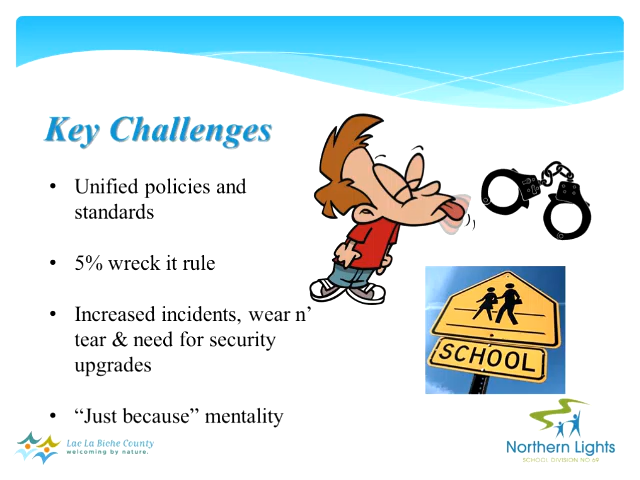 Key Challenges
• Unified policies and
standards
• 5% wreck it rule
• Increased incidents, wear n’
tear & need for security
upgrades
• “Just because” mentality
SCHOOL
Lac La Biche County
welcoming by nature.
Northern Lights
SCHOOL DIVISION NO.69